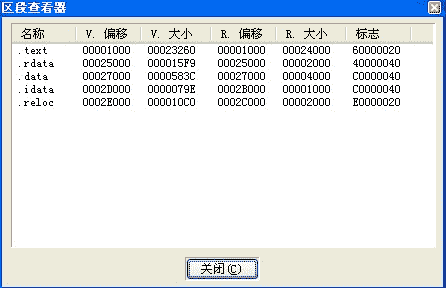 区段查看器
名称 V. 偏移 V. 大小 R. 偏移 R. 大小 标志
.text 00001000 00023260 00001000 00024000 60000020
.rdata 00025000 000015F9 00025000 00002000 40000040
.data 00027000 0000583C 00027000 00004000 C0000040
.idata 0002D000 0000079E 0002B000 00001000 C0000040
.reloc 0002E000 000010C0 0002C000 00002000 E0000020
关闭(C)